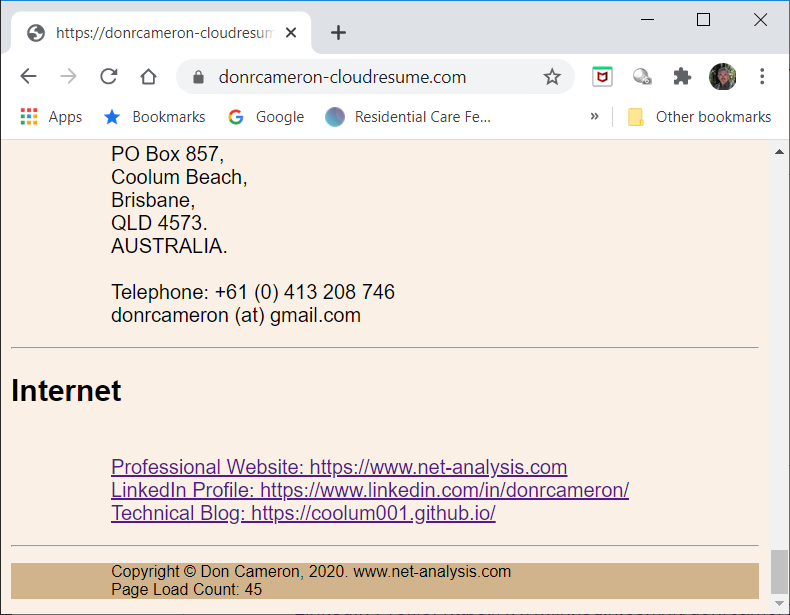 https://donrcameron-cloudresum
donrcameron-cloudresume.com
Apps Bookmarks Google Residential Care Fe... » Other bookmarks
PO Box 857,
Coolum Beach,
Brisbane,
QLD 4573.
AUSTRALIA.
Telephone: +61 (0) 413 208 746
donrcameron (at) gmail.com
Internet
Professional Website: https://www.net-analysis.com
LinkedIn Profile: https://www.linkedin.com/in/donrcameron/
Technical Blog: https://coolum001.github.io/
Copyright © Don Cameron, 2020. www.net-analysis.com
Page Load Count: 45